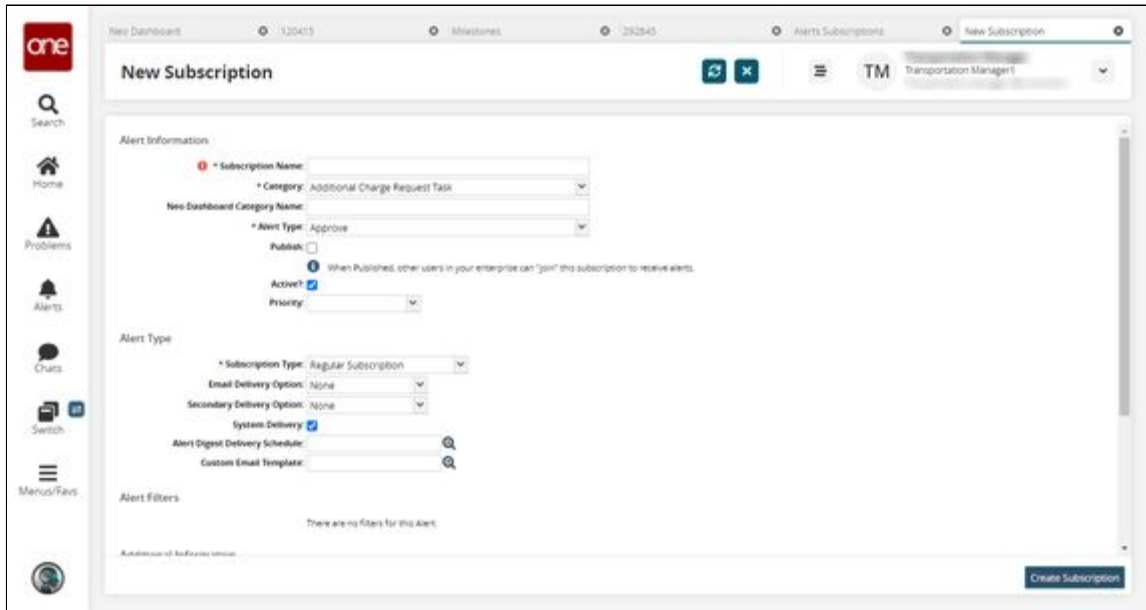 one
Neo Dashboard
120415
Milestones
292845
Alerts Subscriptions
New Subscription
New Subscription
TM
Transportation Manager1
Search
Home
Problems
Alerts
Chats
Switch
Menus/Favs
Alert Information
* Subscription Name:
* Category: Additional Charge Request Task
Neo Dashboard Category Name:
* Alert Type: Approve
Publish:
When Published, other users in your enterprise can "join" this subscription to receive alerts.
Active?:
Priority:
Alert Type
* Subscription Type: Regular Subscription
Email Delivery Option: None
Secondary Delivery Option: None
System Delivery:
Alert Digest Delivery Schedule:
Custom Email Template:
Alert Filters
There are no filters for this Alert.
Additional Information
Create Subscription